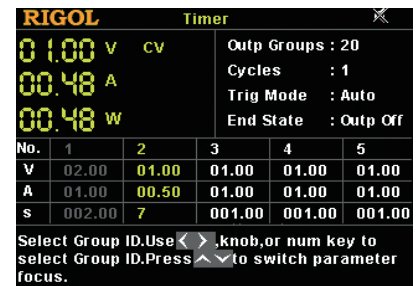 RIGOL Timer
01.00 V CV
00.48 A
00.48 W
Outp Groups : 20
Cycles : 1
Trig Mode : Auto
End State : Outp Off
No. 1 2 3 4 5
V 02.00 01.00 01.00 01.00 01.00
A 01.00 00.50 01.00 01.00 01.00
s 002.00 7 001.00 001.00 001.00
Select Group ID.Use < > ,knob,or num key to
select Group ID.Press to switch parameter
focus.